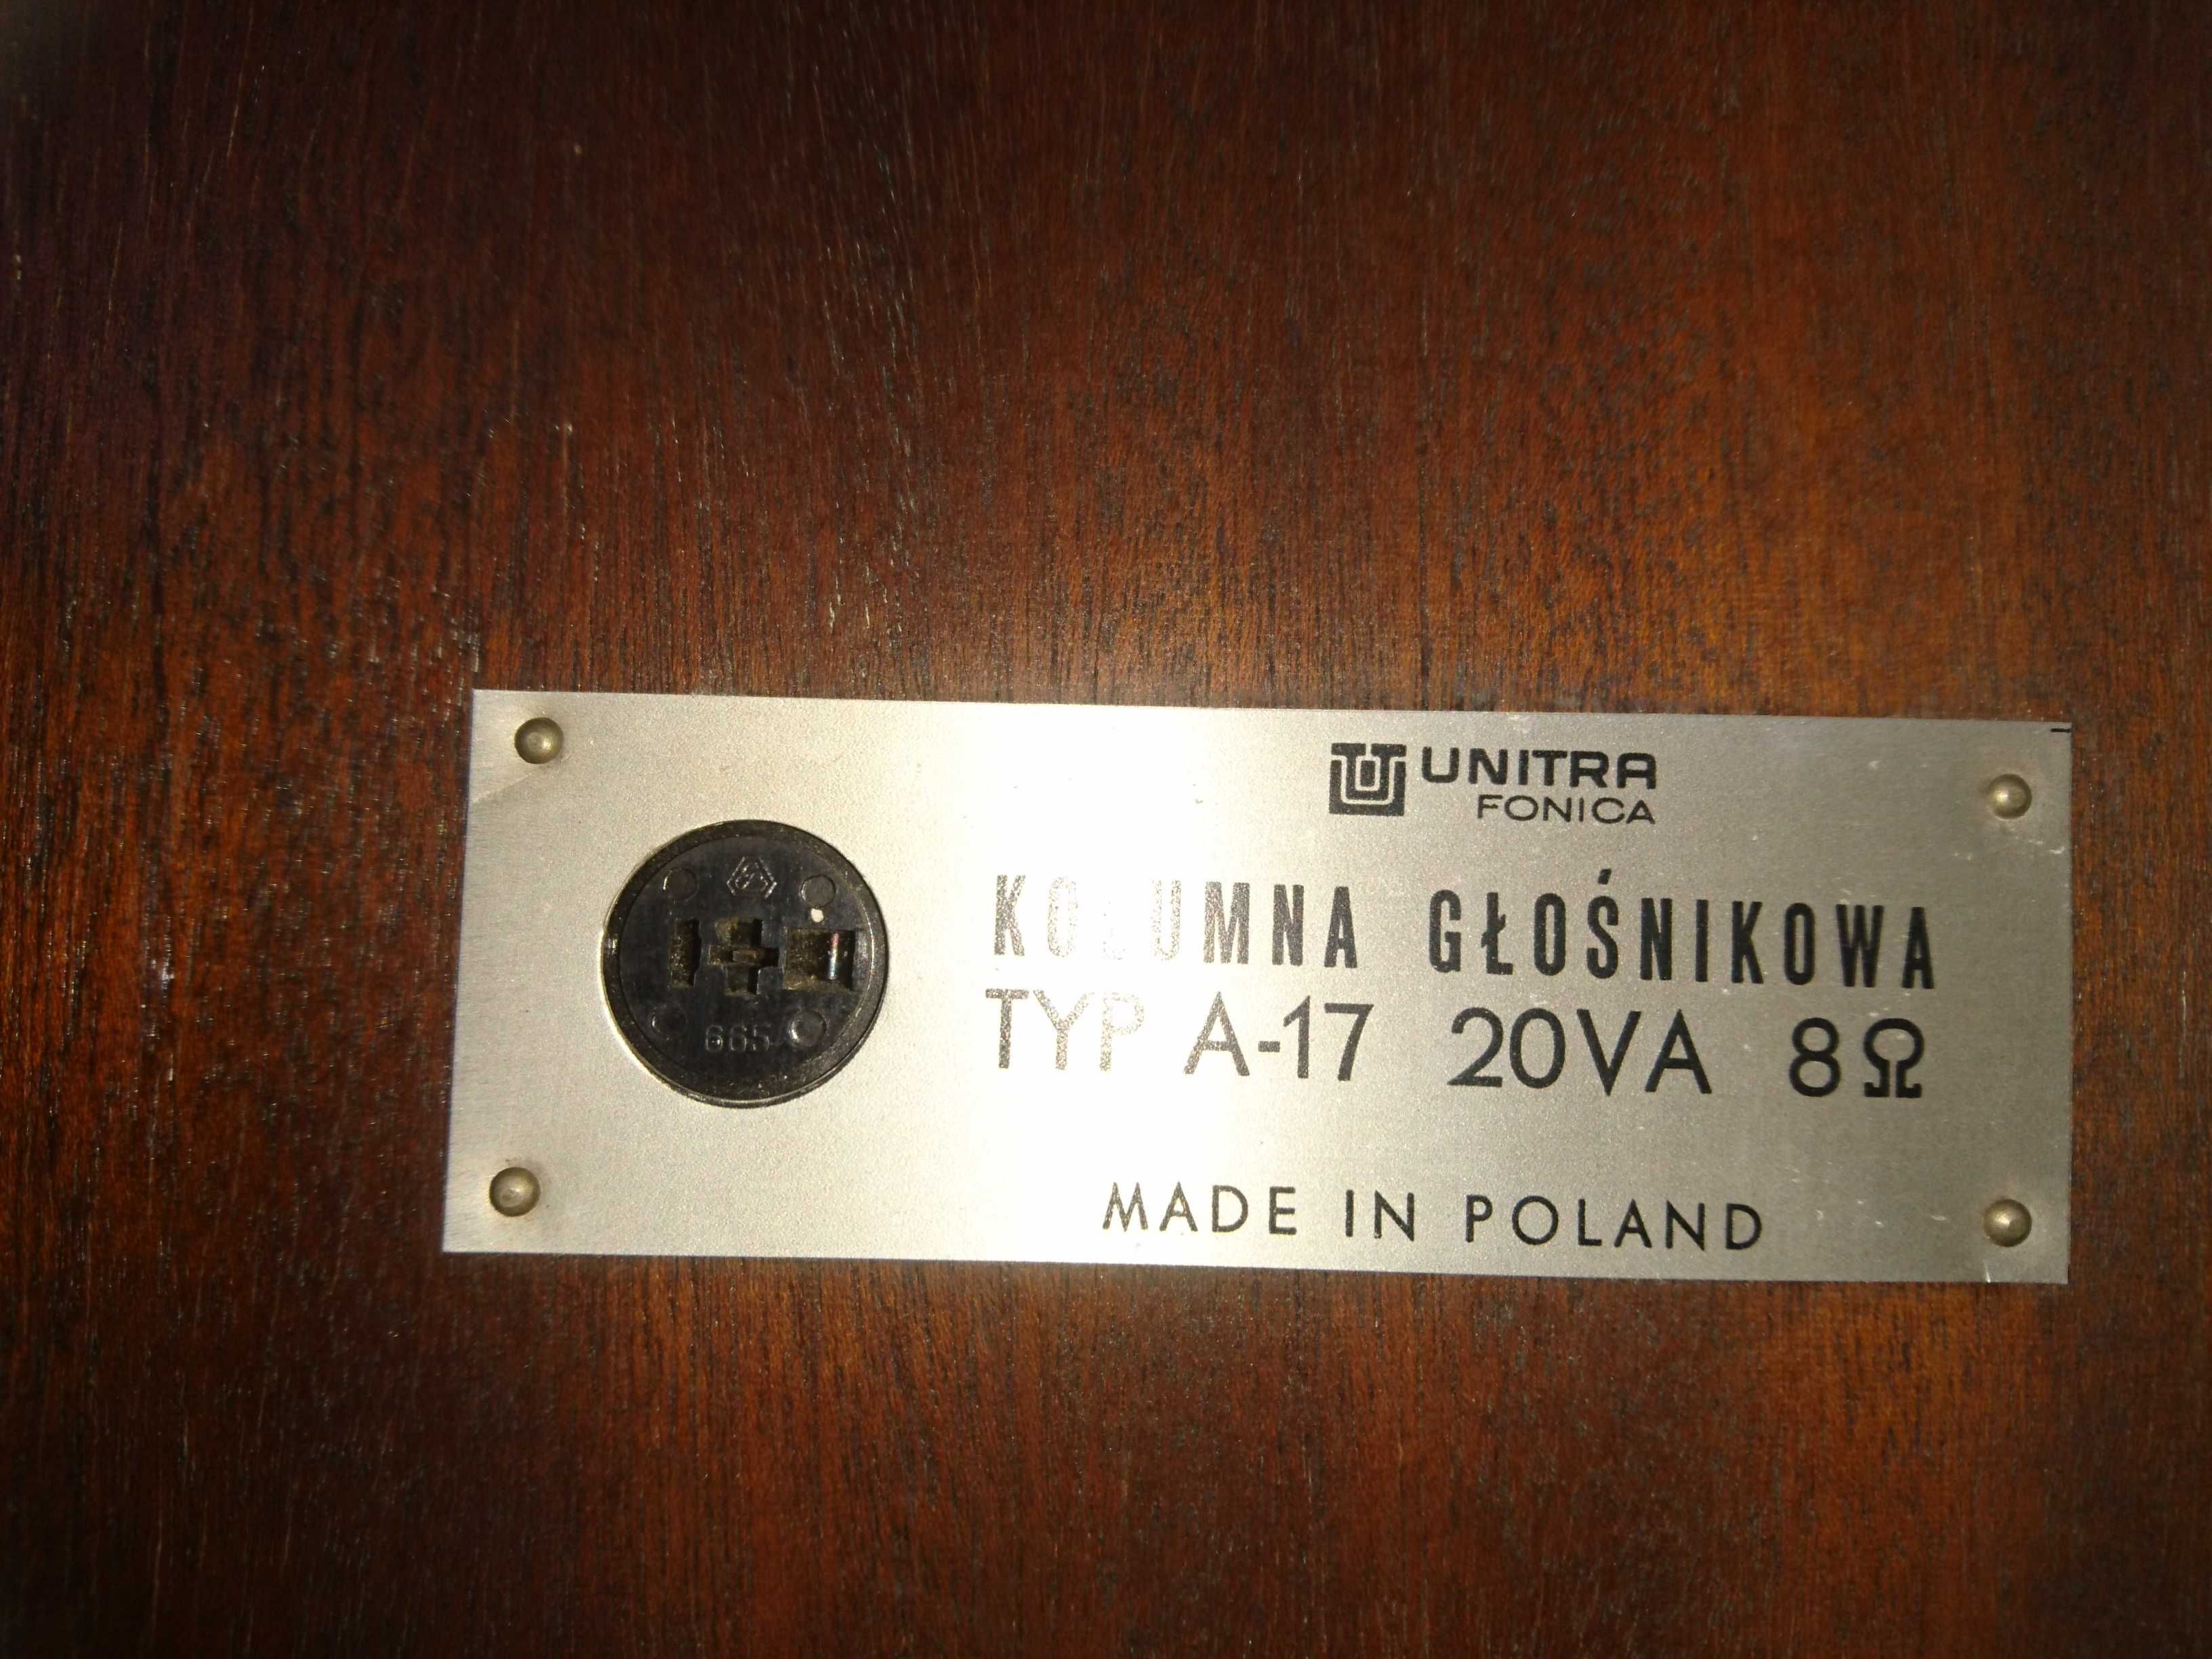 UNITRA
FONICA
KOLUMNA GŁOŚNIKOWA
TYP A-17 20VA 8Ω
MADE IN POLAND
665